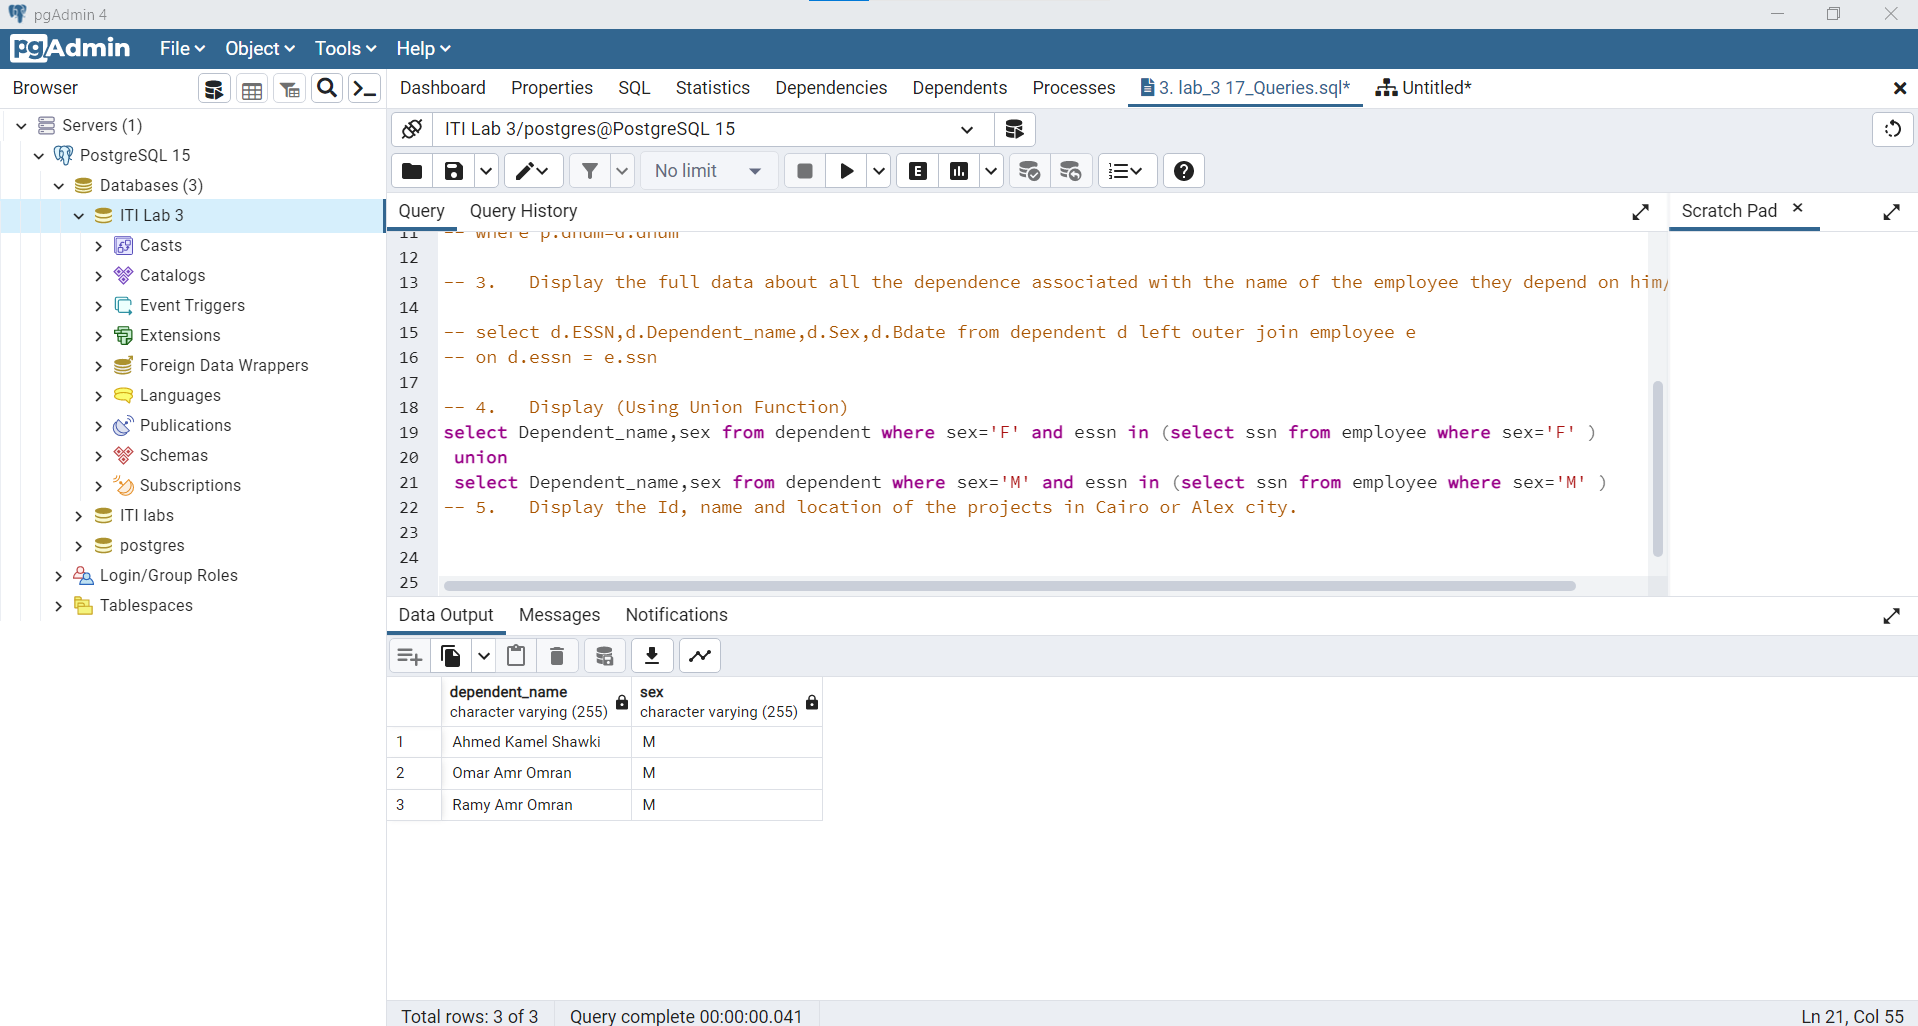 pgAdmin 4
pgAdmin File Object Tools Help
Browser
Dashboard Properties SQL Statistics Dependencies Dependents Processes 3. lab_3 17_Queries.sql* Untitled*
Servers (1)
PostgreSQL 15
Databases (3)
ITI Lab 3
Casts
Catalogs
Event Triggers
Extensions
Foreign Data Wrappers
Languages
Publications
Schemas
Subscriptions
ITI labs
postgres
Login/Group Roles
Tablespaces
ITI Lab 3/postgres@PostgreSQL 15
No limit
E
Query Query History
Scratch Pad
11 -- where p.dnum=d.dnum
12
13 -- 3. Display the full data about all the dependence associated with the name of the employee they depend on him/
14
15 -- select d.ESSN,d.Dependent_name,d.Sex,d.Bdate from dependent d left outer join employee e
16 -- on d.essn = e.ssn
17
18 -- 4. Display (Using Union Function)
19 select Dependent_name,sex from dependent where sex='F' and essn in (select ssn from employee where sex='F' )
20 union
21 select Dependent_name,sex from dependent where sex='M' and essn in (select ssn from employee where sex='M' )
22 -- 5. Display the Id, name and location of the projects in Cairo or Alex city.
23
24
25
Data Output Messages Notifications
dependent_name sex
character varying (255) character varying (255)
1 Ahmed Kamel Shawki M
2 Omar Amr Omran M
3 Ramy Amr Omran M
Total rows: 3 of 3 Query complete 00:00:00.041 Ln 21, Col 55